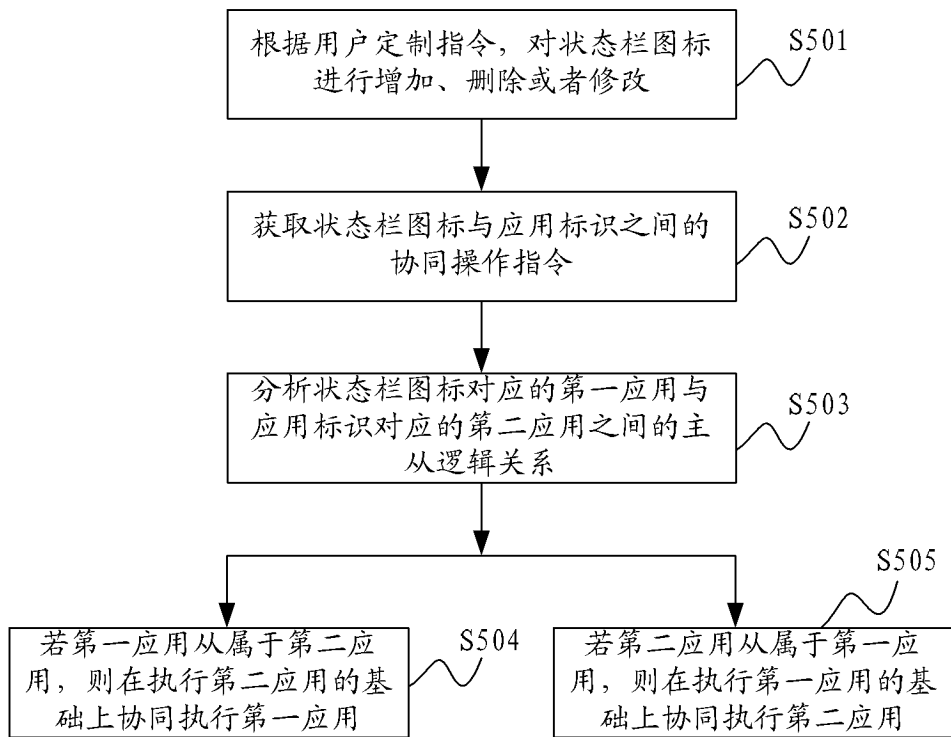 根据用户定制指令，对状态栏图标
进行增加、删除或者修改
S501
获取状态栏图标与应用标识之间的
协同操作指令
S502
分析状态栏图标对应的第一应用与
应用标识对应的第二应用之间的主
从逻辑关系
S503
若第一应用从属于第二应
用，则在执行第二应用的基
础上协同执行第一应用
S504
若第二应用从属于第一应
用，则在执行第一应用的基
础上协同执行第二应用
S505